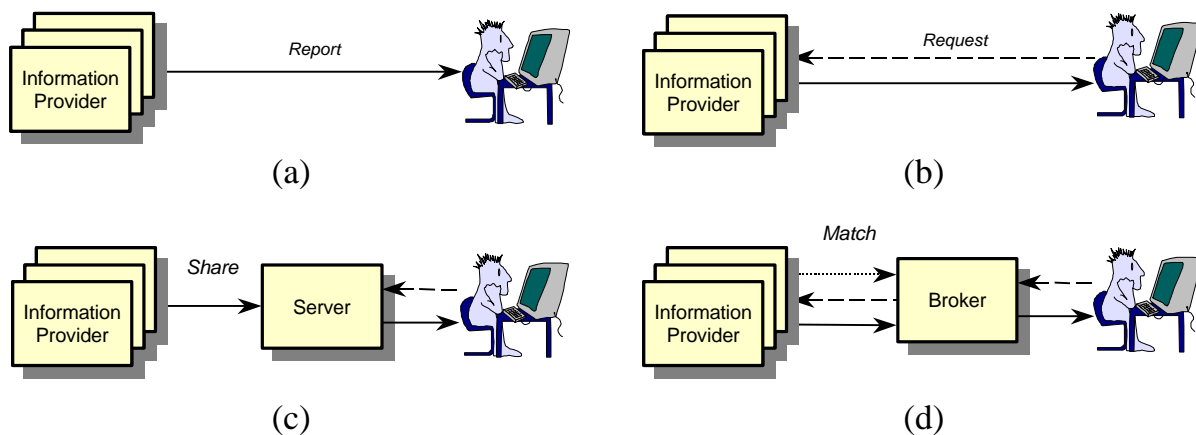 Report
Information
Provider
(a)
Request
Information
Provider
(b)
Share
Information
Provider
Server
(c)
Match
Information
Provider
Broker
(d)